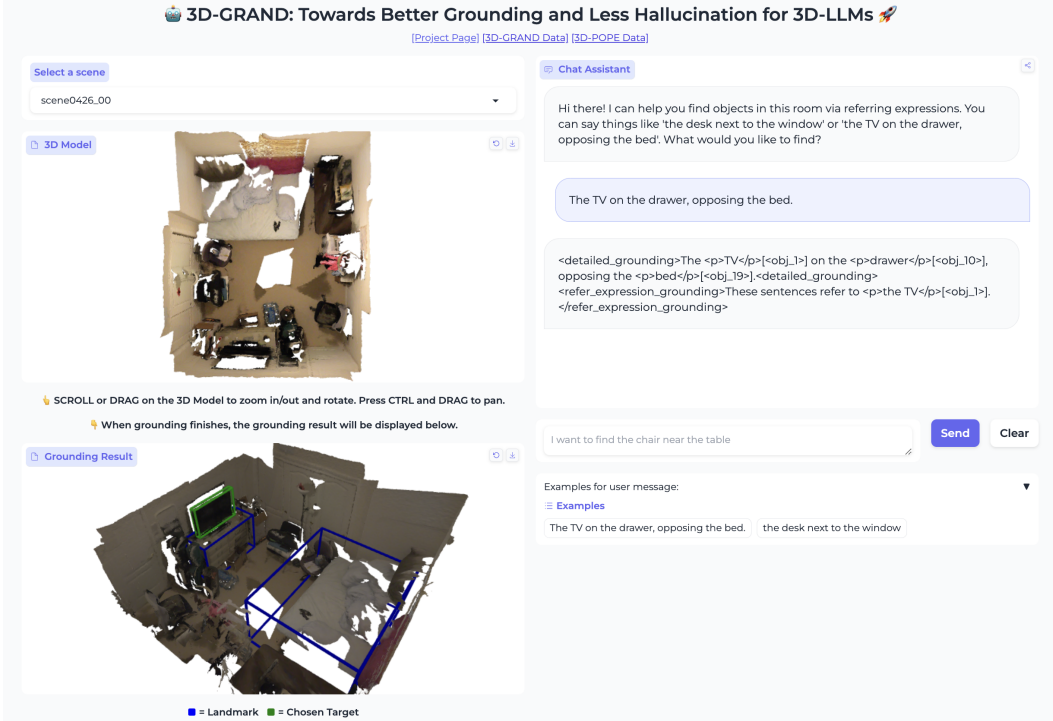 🤖 3D-GRAND: Towards Better Grounding and Less Hallucination for 3D-LLMs 🚀
[Project Page] [3D-GRAND Data] [3D-POPE Data]
Select a scene
scene0426_00
3D Model
👆 SCROLL or DRAG on the 3D Model to zoom in/out and rotate. Press CTRL and DRAG to pan.
👇 When grounding finishes, the grounding result will be displayed below.
Grounding Result
= Landmark = Chosen Target
Chat Assistant
Hi there! I can help you find objects in this room via referring expressions. You
can say things like 'the desk next to the window' or 'the TV on the drawer,
opposing the bed'. What would you like to find?
The TV on the drawer, opposing the bed.
<detailed_grounding>The <p>TV</p>[<obj_1>] on the <p>drawer</p>[<obj_10>],
opposing the <p>bed</p>[<obj_19>].<detailed_grounding>
<refer_expression_grounding>These sentences refer to <p>the TV</p>[<obj_1>].
</refer_expression_grounding>
I want to find the chair near the table
Send
Clear
Examples for user message:
Examples
The TV on the drawer, opposing the bed.
the desk next to the window